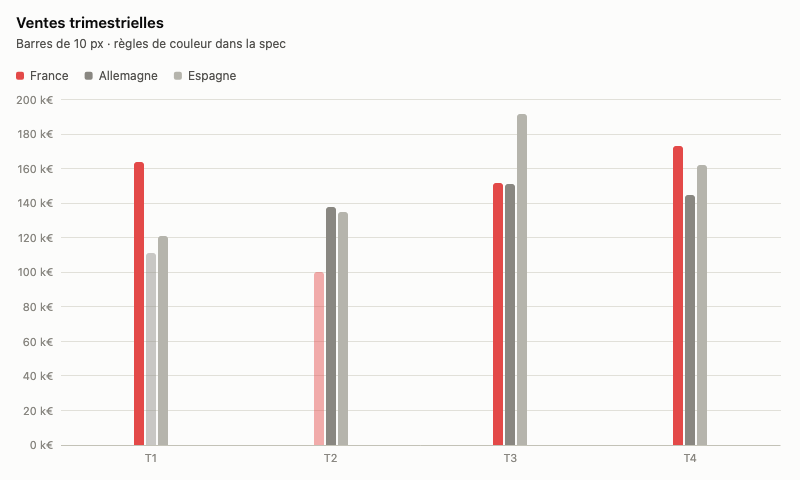 Ventes trimestrielles
Barres de 10 px · règles de couleur dans la spec
France Allemagne Espagne
200 k€
180 k€
160 k€
140 k€
120 k€
100 k€
80 k€
60 k€
40 k€
20 k€
0 k€
T1 T2 T3 T4